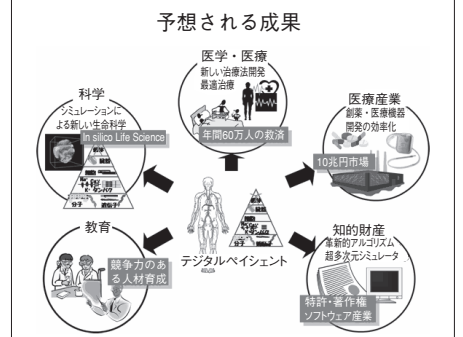 予想される成果
医学・医療
新しい治療法開発
最適治療
年間60万人の救済
科学
シミュレーションに
よる新しい生命科学
In silico Life Science
医療産業
創薬・医療機器
開発の効率化
10兆円市場
教育
競争力のあ
る人材育成
デジタルペイシェント
知的財産
革新的アルゴリズム
超多次元シミュレータ
特許・著作権
ソフトウェア産業